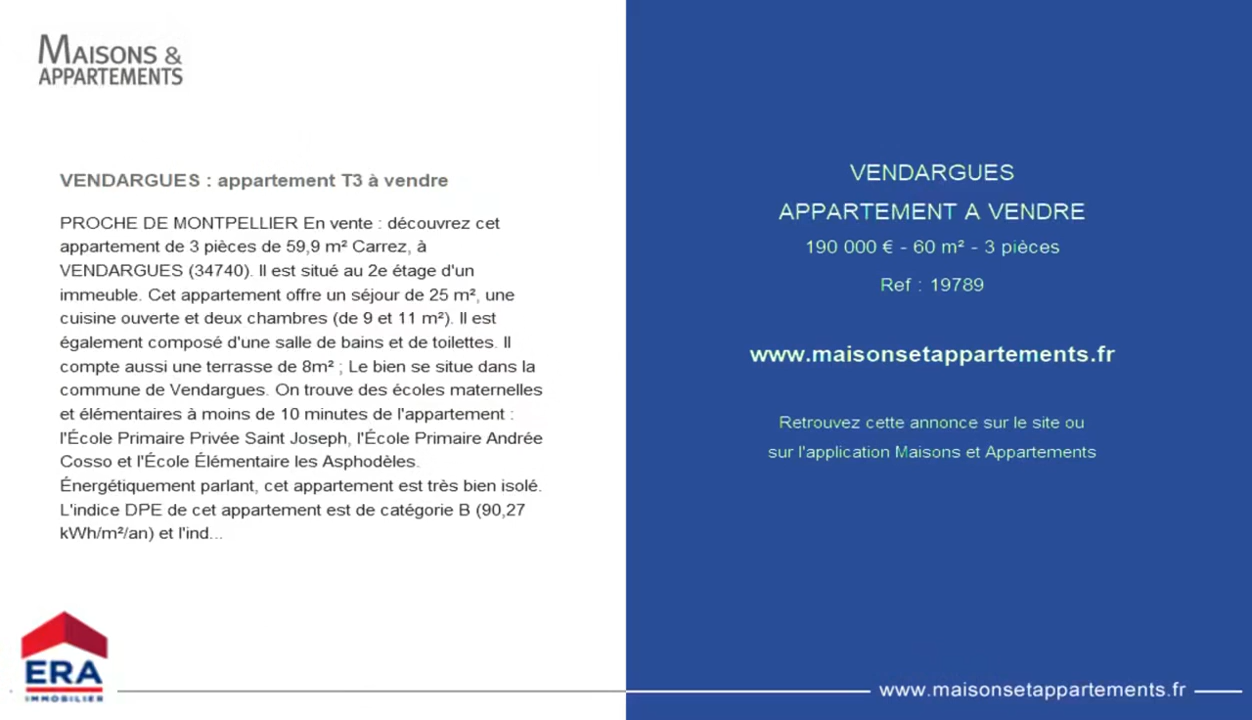 MAISONS &
APPARTEMENTS
VENDARGUES : appartement T3 à vendre
PROCHE DE MONTPELLIER En vente : découvrez cet
appartement de 3 pièces de 59,9 m² Carrez, à
VENDARGUES (34740). Il est situé au 2e étage d'un
immeuble. Cet appartement offre un séjour de 25 m², une
cuisine ouverte et deux chambres (de 9 et 11 m²). Il est
également composé d'une salle de bains et de toilettes. Il
compte aussi une terrasse de 8m² ; Le bien se situe dans la
commune de Vendargues. On trouve des écoles maternelles
et élémentaires à moins de 10 minutes de l'appartement :
l'École Primaire Privée Saint Joseph, l'École Primaire Andrée
Cosso et l'École Élémentaire les Asphodèles.
Énergétiquement parlant, cet appartement est très bien isolé.
L'indice DPE de cet appartement est de catégorie B (90,27
kWh/m²/an) et l'ind...
ERA
IMMOBILIER
VENDARGUES
APPARTEMENT A VENDRE
190 000 € - 60 m² - 3 pièces
Ref : 19789
www.maisonsetappartements.fr
Retrouvez cette annonce sur le site ou
sur l'application Maisons et Appartements
www.maisonsetappartements.fr